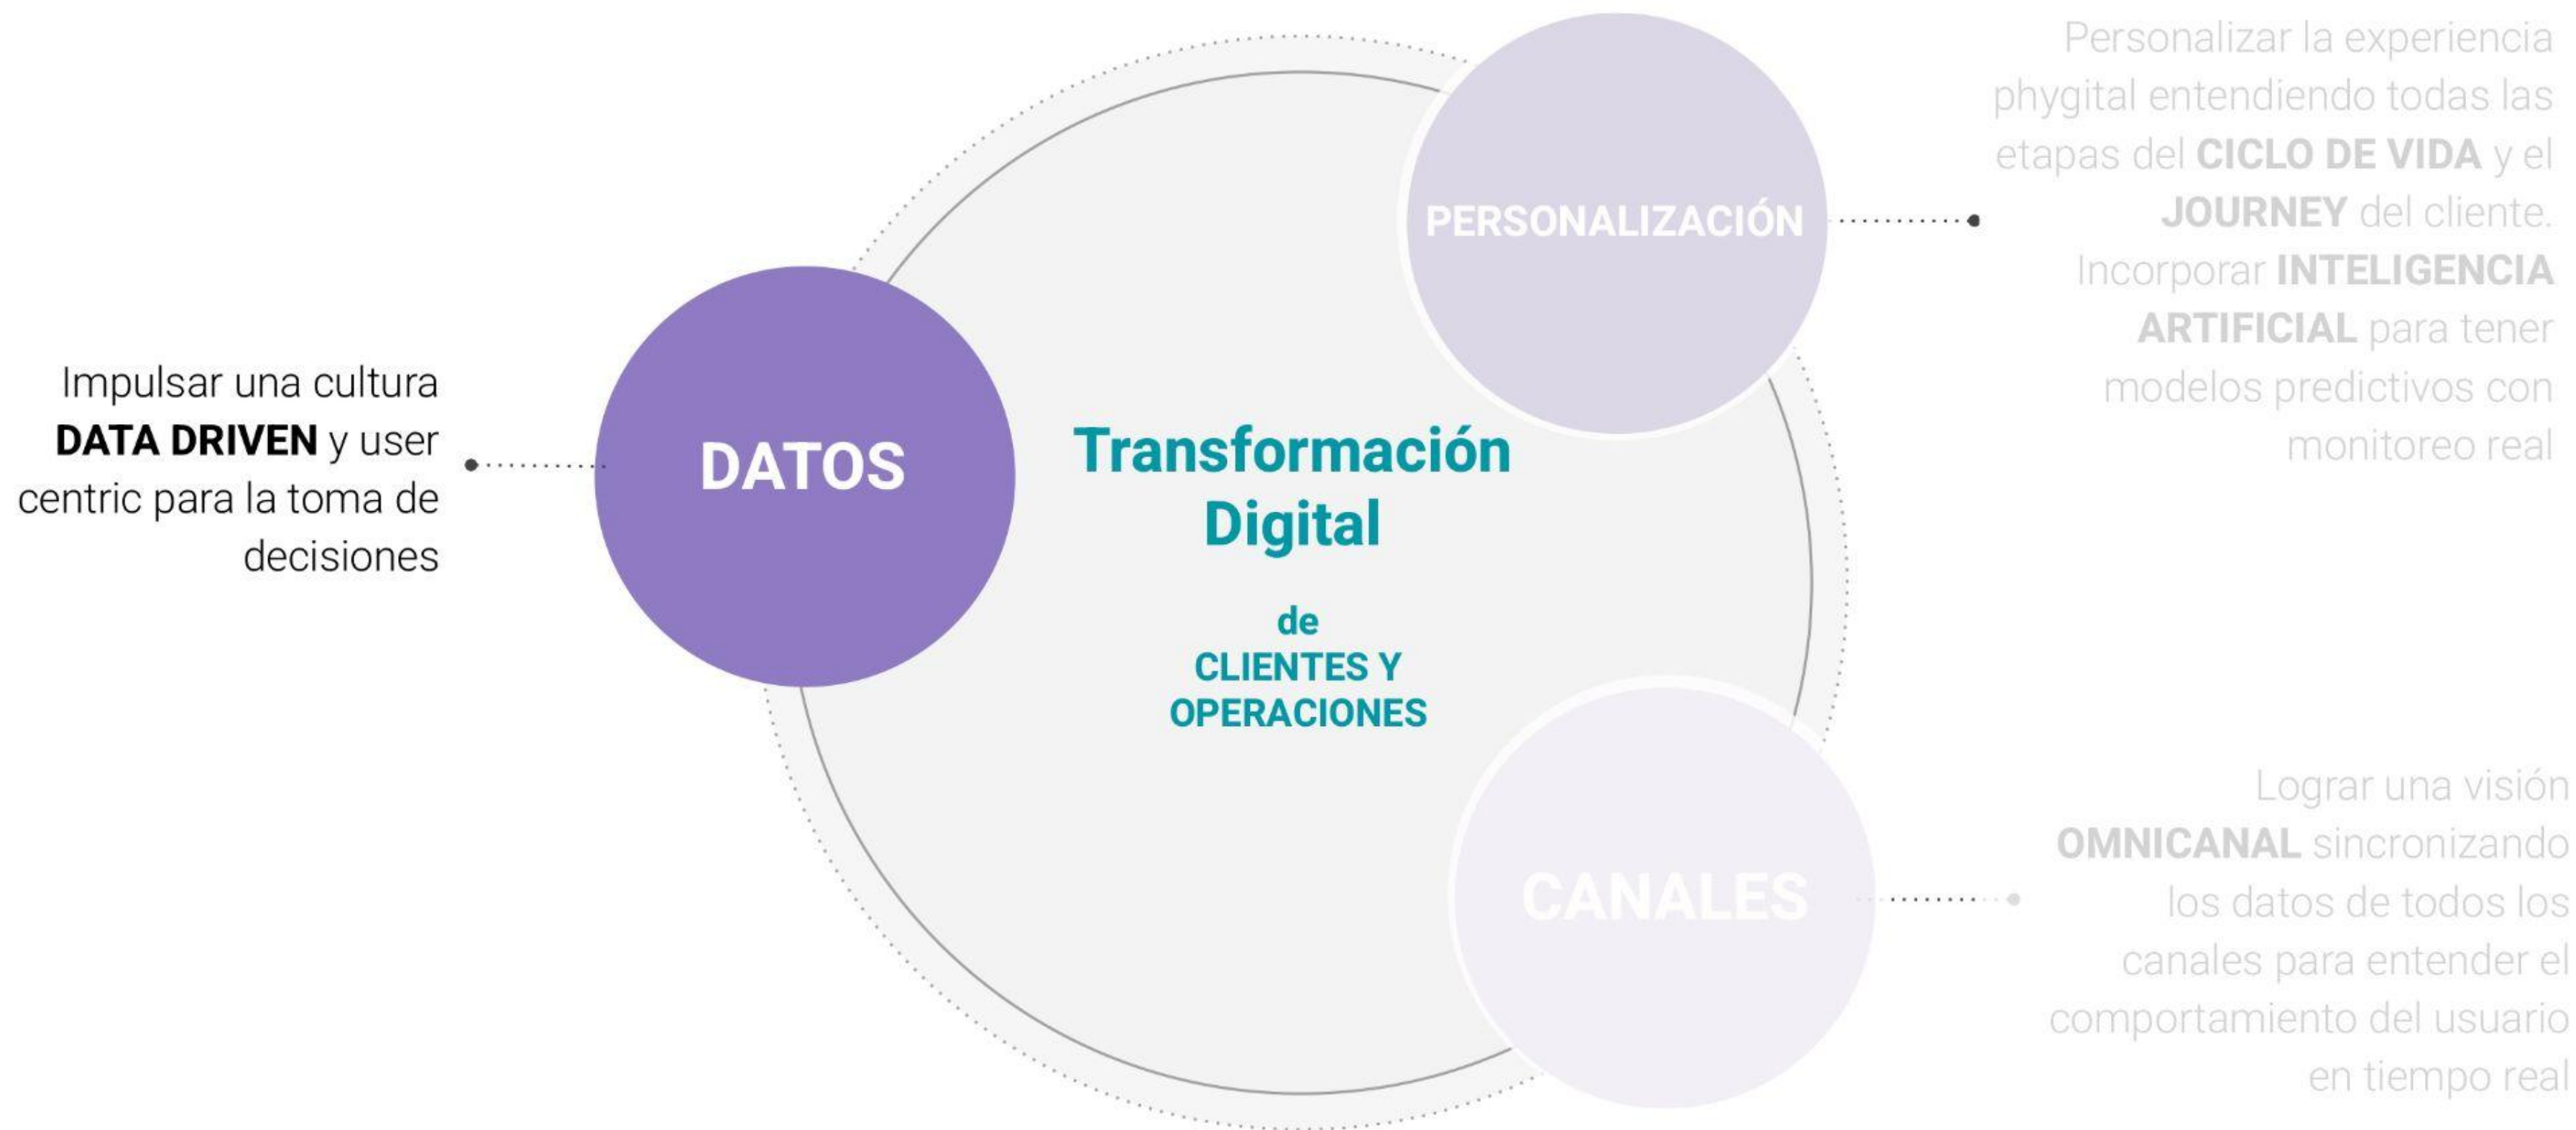 Impulsar una cultura
DATA DRIVEN y user
centric para la toma de
decisiones
DATOS
Transformación
Digital
de
CLIENTES Y
OPERACIONES
PERSONALIZACIÓN
Personalizar la experiencia
phygital entendiendo todas las
etapas del CICLO DE VIDA y el
JOURNEY del cliente.
Incorporar INTELIGENCIA
ARTIFICIAL para tener
modelos predictivos con
monitoreo real
CANALES
Lograr una visión
OMNICANAL sincronizando
los datos de todos los
canales para entender el
comportamiento del usuario
en tiempo real